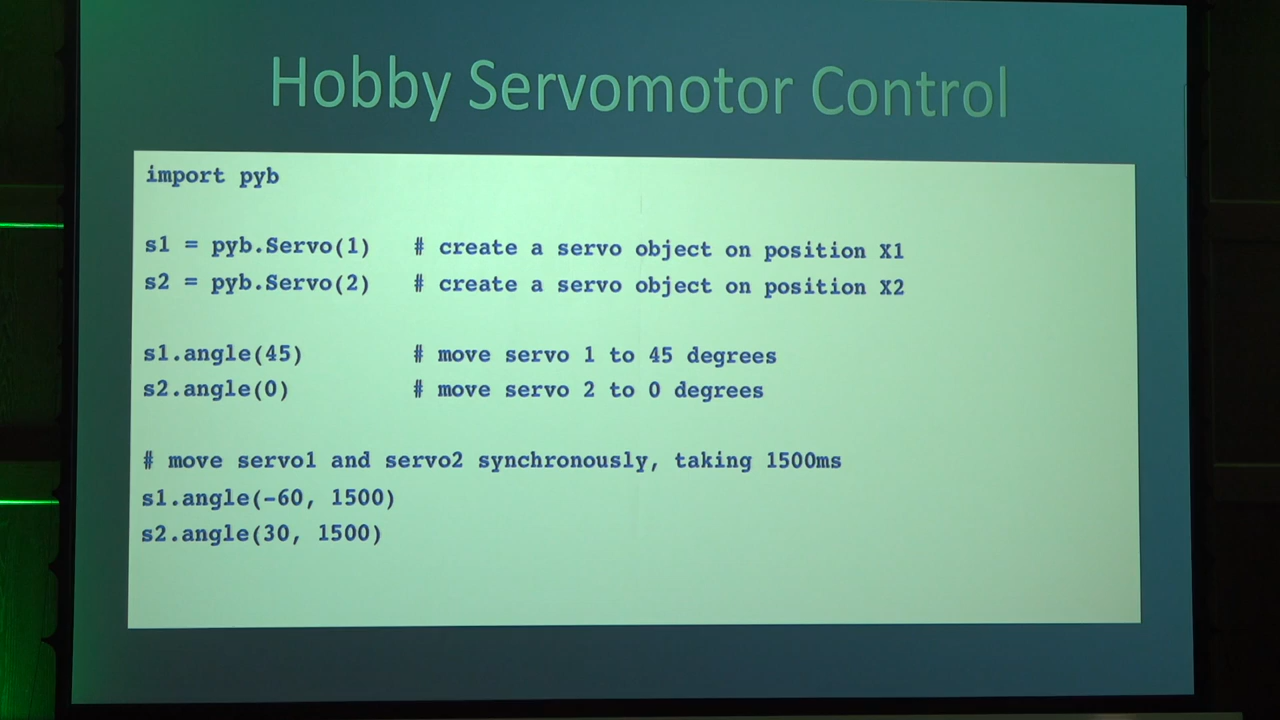 Hobby Servomotor Control
import pyb
s1 = pyb.Servo(1)   # create a servo object on position X1
s2 = pyb.Servo(2)   # create a servo object on position X2
s1.angle(45)        # move servo 1 to 45 degrees
s2.angle(0)         # move servo 2 to 0 degrees
# move servo1 and servo2 synchronously, taking 1500ms
s1.angle(-60, 1500)
s2.angle(30, 1500)